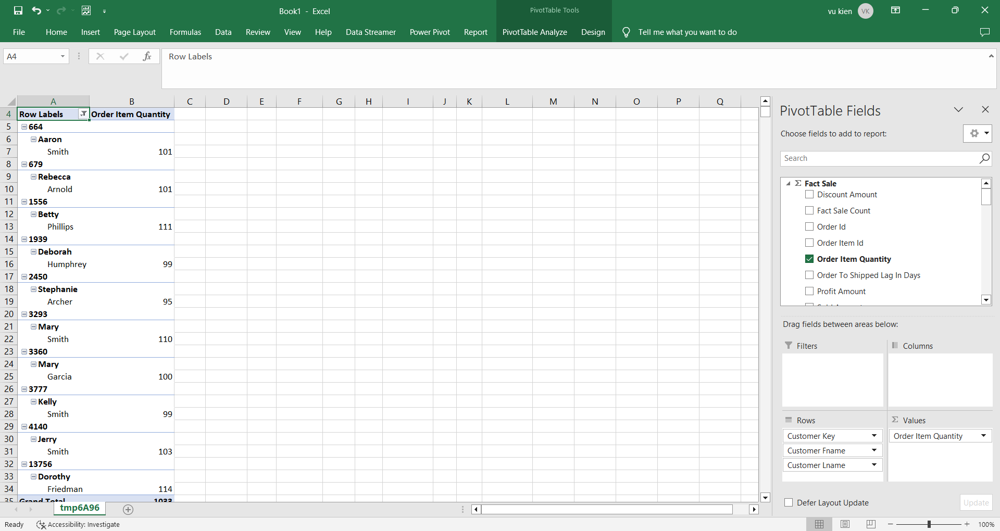 Book1 - Excel
PivotTable Tools
vu kien VK
File Home Insert Page Layout Formulas Data Review View Help Data Streamer Power Pivot Report PivotTable Analyze Design Tell me what you want to do
A4 fx Row Labels
A B C D E F G H I J K L M N O P Q
4 Row Labels Order Item Quantity
5 664
6 Aaron
7 Smith 101
8 679
9 Rebecca
10 Arnold 101
11 1556
12 Betty
13 Phillips 111
14 1939
15 Deborah
16 Humphrey 99
17 2450
18 Stephanie
19 Archer 95
20 3293
21 Mary
22 Smith 110
23 3360
24 Mary
25 Garcia 100
26 3777
27 Kelly
28 Smith 99
29 4140
30 Jerry
31 Smith 103
32 13756
33 Dorothy
34 Friedman 114
35 Grand Total 1033
tmp6A96
Ready Accessibility: Investigate
100%
PivotTable Fields
Choose fields to add to report:
Search
Σ Fact Sale
Discount Amount
Fact Sale Count
Order Id
Order Item Id
Order Item Quantity
Order To Shipped Lag In Days
Profit Amount
Drag fields between areas below:
Filters
Columns
Rows
Customer Key
Customer Fname
Customer Lname
Σ Values
Order Item Quantity
Defer Layout Update
Update